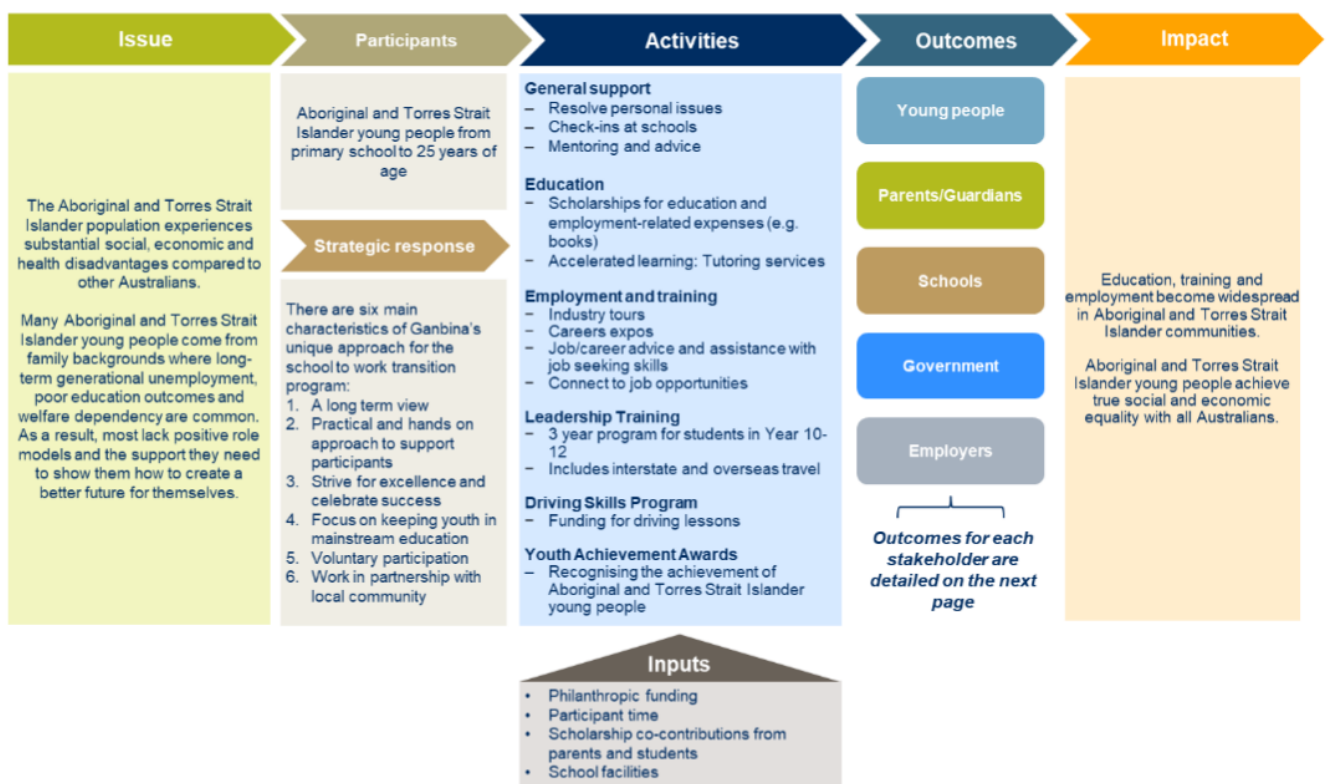 Issue
Participants
Activities
Outcomes
Impact
The Aboriginal and Torres Strait
Islander population experiences
substantial social, economic and
health disadvantages compared to
other Australians.
Many Aboriginal and Torres Strait
Islander young people come from
family backgrounds where long-
term generational unemployment,
poor education outcomes and
welfare dependency are common.
As a result, most lack positive role
models and the support they need
to show them how to create a
better future for themselves.
Aboriginal and Torres Strait
Islander young people from
primary school to 25 years of
age
Strategic response
There are six main
characteristics of Ganbina's
unique approach for the
school to work transition
program:
1. A long term view
2. Practical and hands on
approach to support
participants
3. Strive for excellence and
celebrate success
4. Focus on keeping youth in
mainstream education
5. Voluntary participation
6. Work in partnership with
local community
General support
– Resolve personal issues
– Check-ins at schools
– Mentoring and advice
Education
– Scholarships for education and
employment-related expenses (e.g.
books)
– Accelerated learning: Tutoring services
Employment and training
– Industry tours
– Careers expos
– Job/career advice and assistance with
job seeking skills
– Connect to job opportunities
Leadership Training
– 3 year program for students in Year 10-
12
– Includes interstate and overseas travel
Driving Skills Program
– Funding for driving lessons
Youth Achievement Awards
– Recognising the achievement of
Aboriginal and Torres Strait Islander
young people
Inputs
• Philanthropic funding
• Participant time
• Scholarship co-contributions from
parents and students
• School facilities
Young people
Parents/Guardians
Schools
Government
Employers
Outcomes for each
stakeholder are
detailed on the next
page
Education, training and
employment become widespread
in Aboriginal and Torres Strait
Islander communities.
Aboriginal and Torres Strait
Islander young people achieve
true social and economic
equality with all Australians.